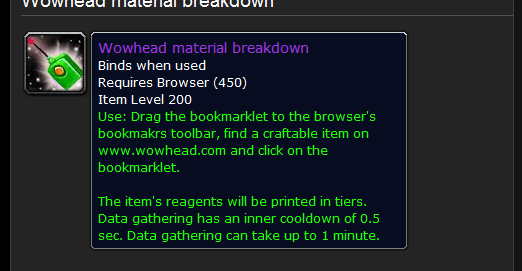 Wowhead material breakdown
Wowhead material breakdown
Binds when used
Requires Browser (450)
Item Level 200
Use: Drag the bookmarklet to the browser's
bookmakrs toolbar, find a craftable item on
www.wowhead.com and click on the
bookmarklet.
The item's reagents will be printed in tiers.
Data gathering has an inner cooldown of 0.5
sec. Data gathering can take up to 1 minute.